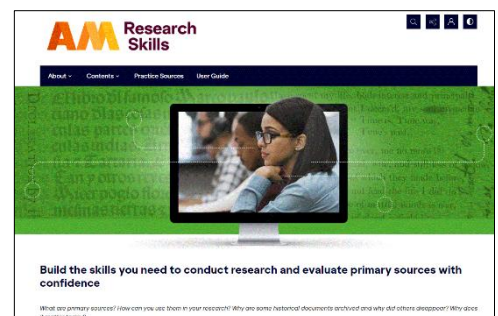 AM Research
Skills
About Contents Practice Sources User Guide
Build the skills you need to conduct research and evaluate primary sources with
confidence
What are primary sources? How can you use them in your research? Why are some historical documents archived and why did others disappear? Why does